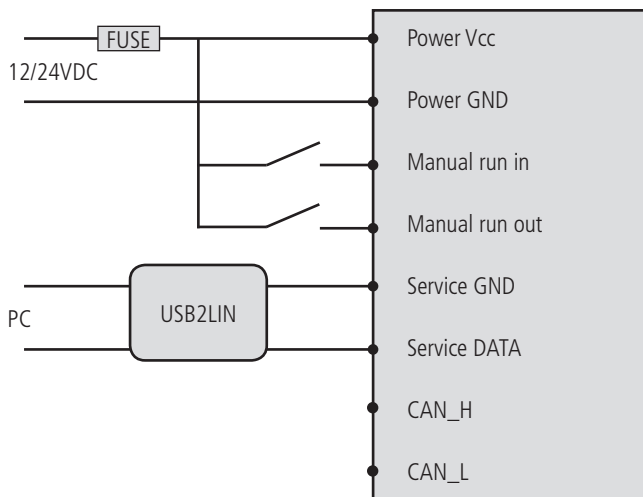 FUSE
Power Vcc
12/24VDC
Power GND
Manual run in
Manual run out
Service GND
PC
USB2LIN
Service DATA
CAN_H
CAN_L